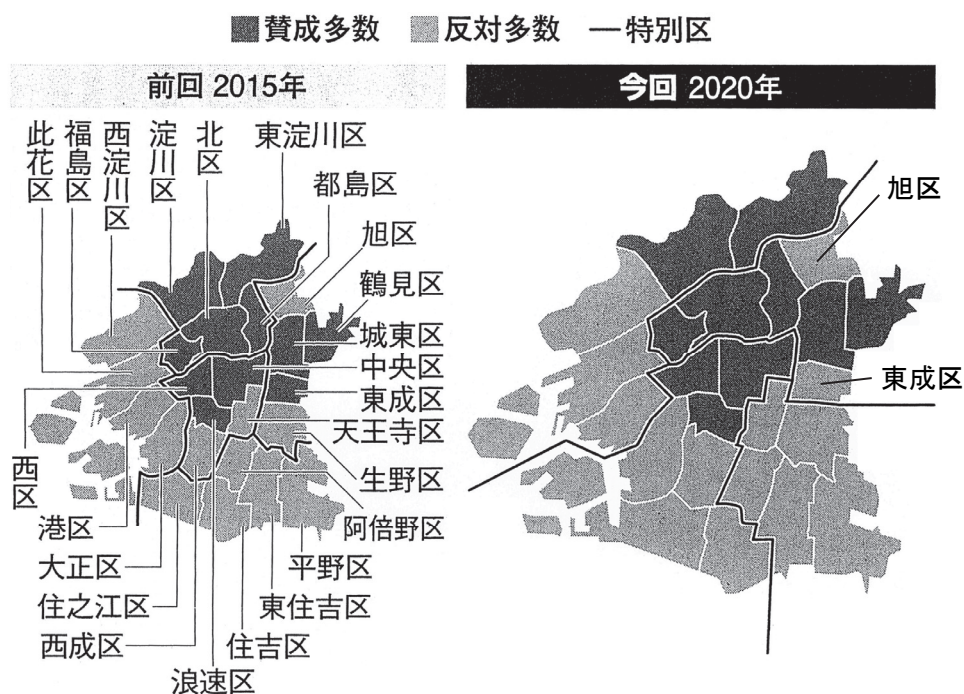 賛成多数 反対多数 特別区
前回 2015年
今回 2020年
此花区
福島区
西淀川区
淀川区
北区
東淀川区
都島区
旭区
鶴見区
城東区
中央区
東成区
天王寺区
生野区
阿倍野区
平野区
東住吉区
住吉区
浪速区
西成区
住之江区
大正区
港区
西区
旭区
東成区